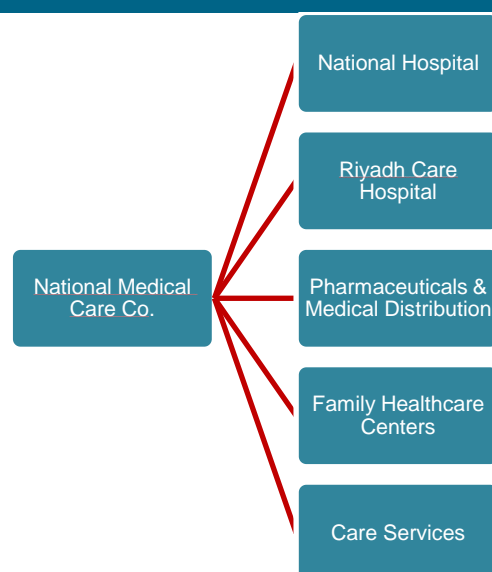 National Hospital
Riyadh Care
Hospital
National Medical
Care Co.
Pharmaceuticals &
Medical Distribution
Family Healthcare
Centers
Care Services